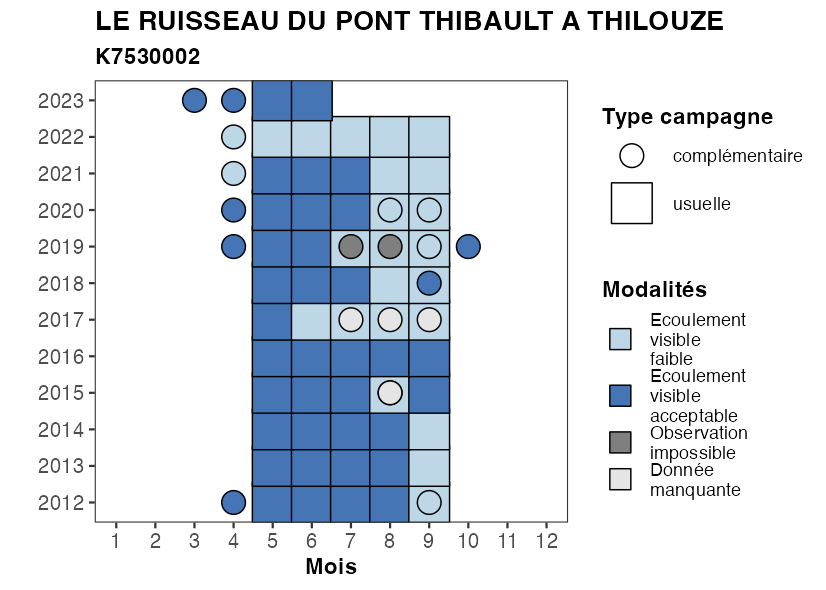 LE RUISSEAU DU PONT THIBAULT A THILOUZE
K7530002
2023
2022
2021
2020
2019
2018
2017
2016
2015
2014
2013
2012
1 2 3 4 5 6 7 8 9 10 11 12
Mois
Type campagne
complémentaire
usuelle
Modalités
Ecoulement
visible
faible
Ecoulement
visible
acceptable
Observation
impossible
Donnée
manquante